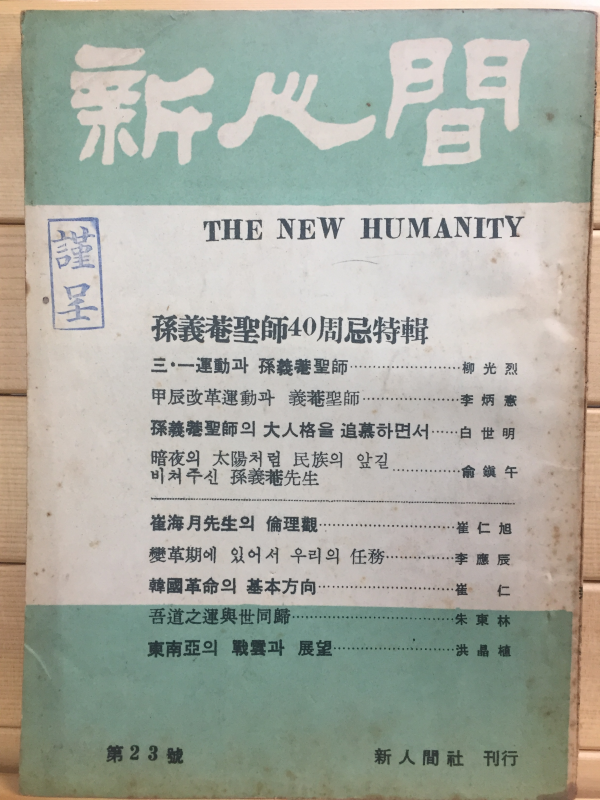 新人間
THE NEW HUMANITY
謹呈
孫義菴聖師40周忌特輯
三·一運動과 孫義菴聖師……………柳光烈
甲辰改革運動과 義菴聖師……………李炳憲
孫義菴聖師의 大人格을 追慕하면서……白世明
暗夜의 太陽처럼 民族의 앞길
비쳐주신 孫義菴先生……………兪鎭午
崔海月先生의 倫理觀……………崔仁旭
變革期에 있어서 우리의 任務……………李應辰
韓國革命의 基本方向……………崔仁
吾道之運與世同歸……………朱東林
東南亞의 戰雲과 展望……………洪晶植
第23號
新人間社 刊行